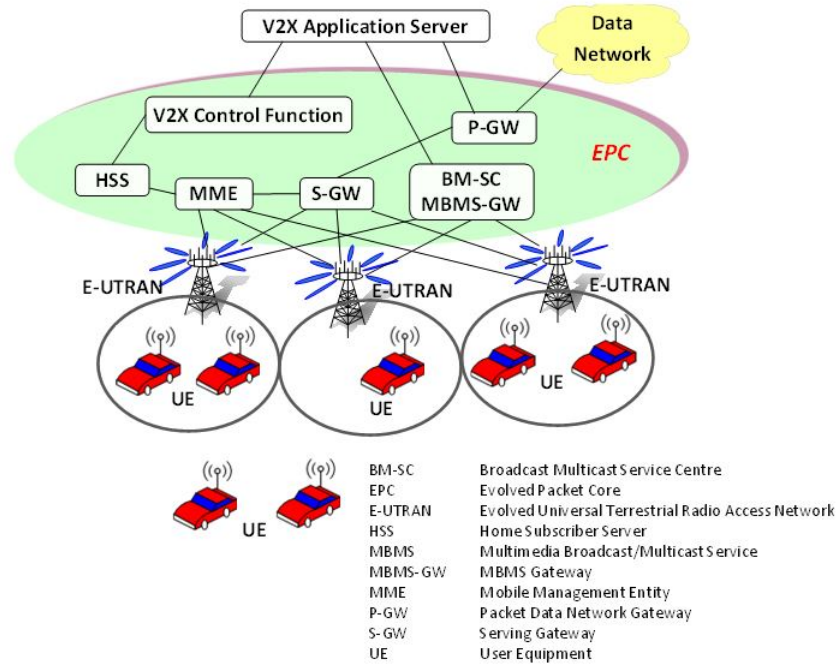 V2X Application Server
Data
Network
V2X Control Function
P-GW
EPC
HSS
MME
S-GW
BM-SC
MBMS-GW
E-UTRAN
E-UTRAN
E-UTRAN
UE
UE
UE
UE
BM-SC Broadcast Multicast Service Centre
EPC Evolved Packet Core
E-UTRAN Evolved Universal Terrestrial Radio Access Network
HSS Home Subscriber Server
MBMS Multimedia Broadcast/Multicast Service
MBMS-GW MBMS Gateway
MME Mobile Management Entity
P-GW Packet Data Network Gateway
S-GW Serving Gateway
UE User Equipment